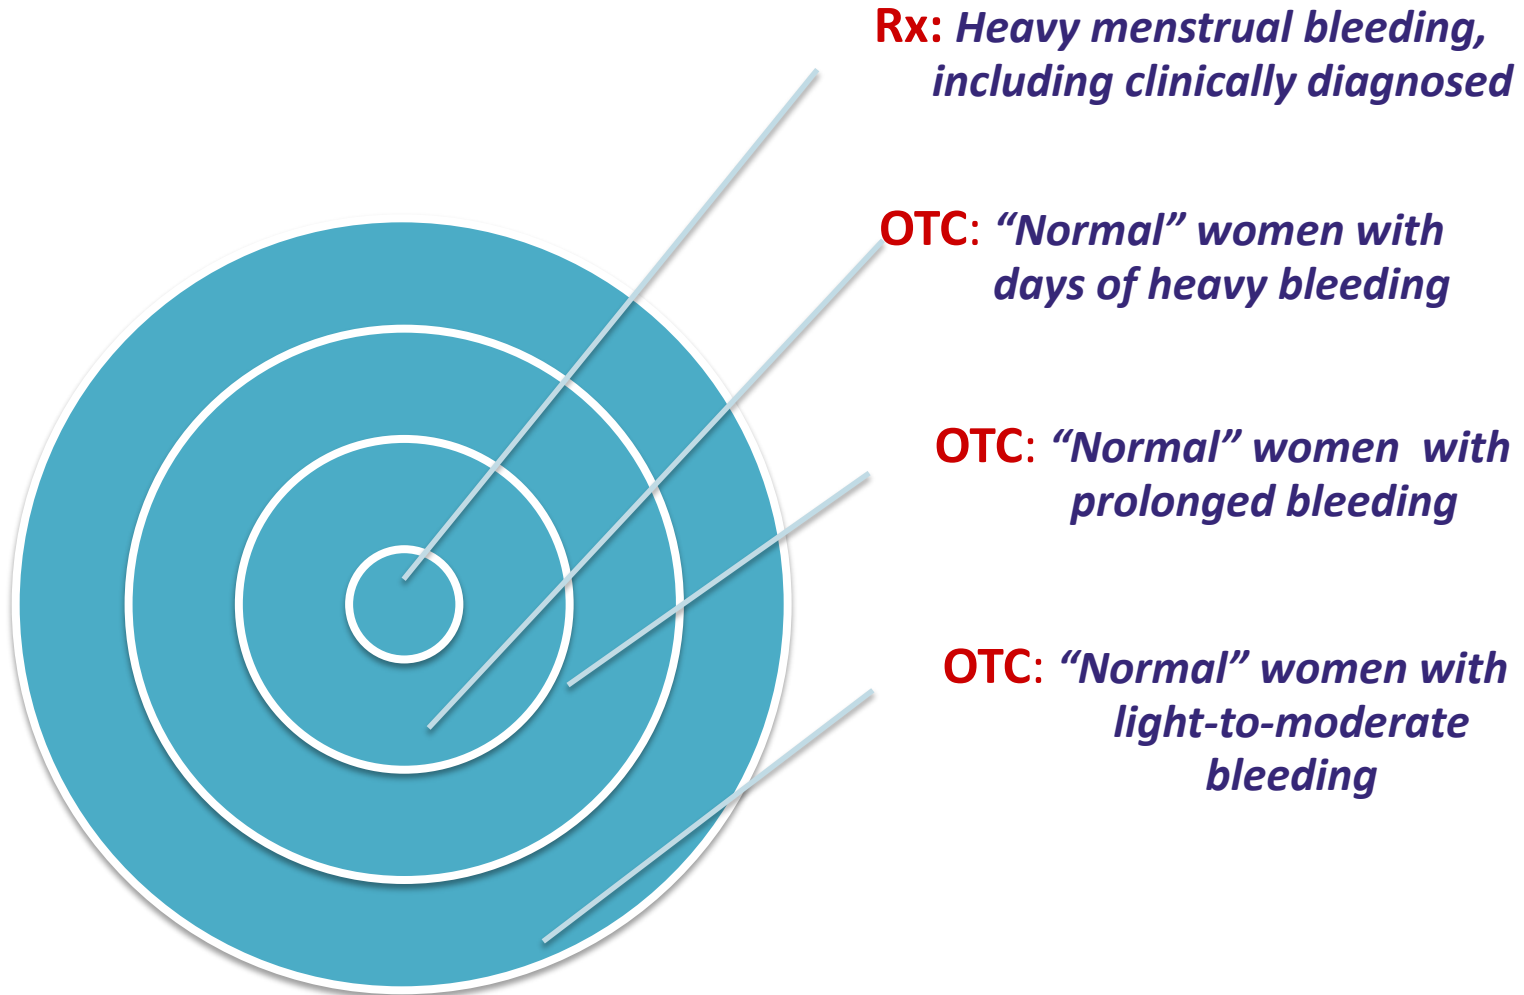 Rx: Heavy menstrual bleeding,
including clinically diagnosed
OTC: “Normal” women with
days of heavy bleeding
OTC: “Normal” women  with
prolonged bleeding
OTC: “Normal” women with
light-to-moderate
bleeding